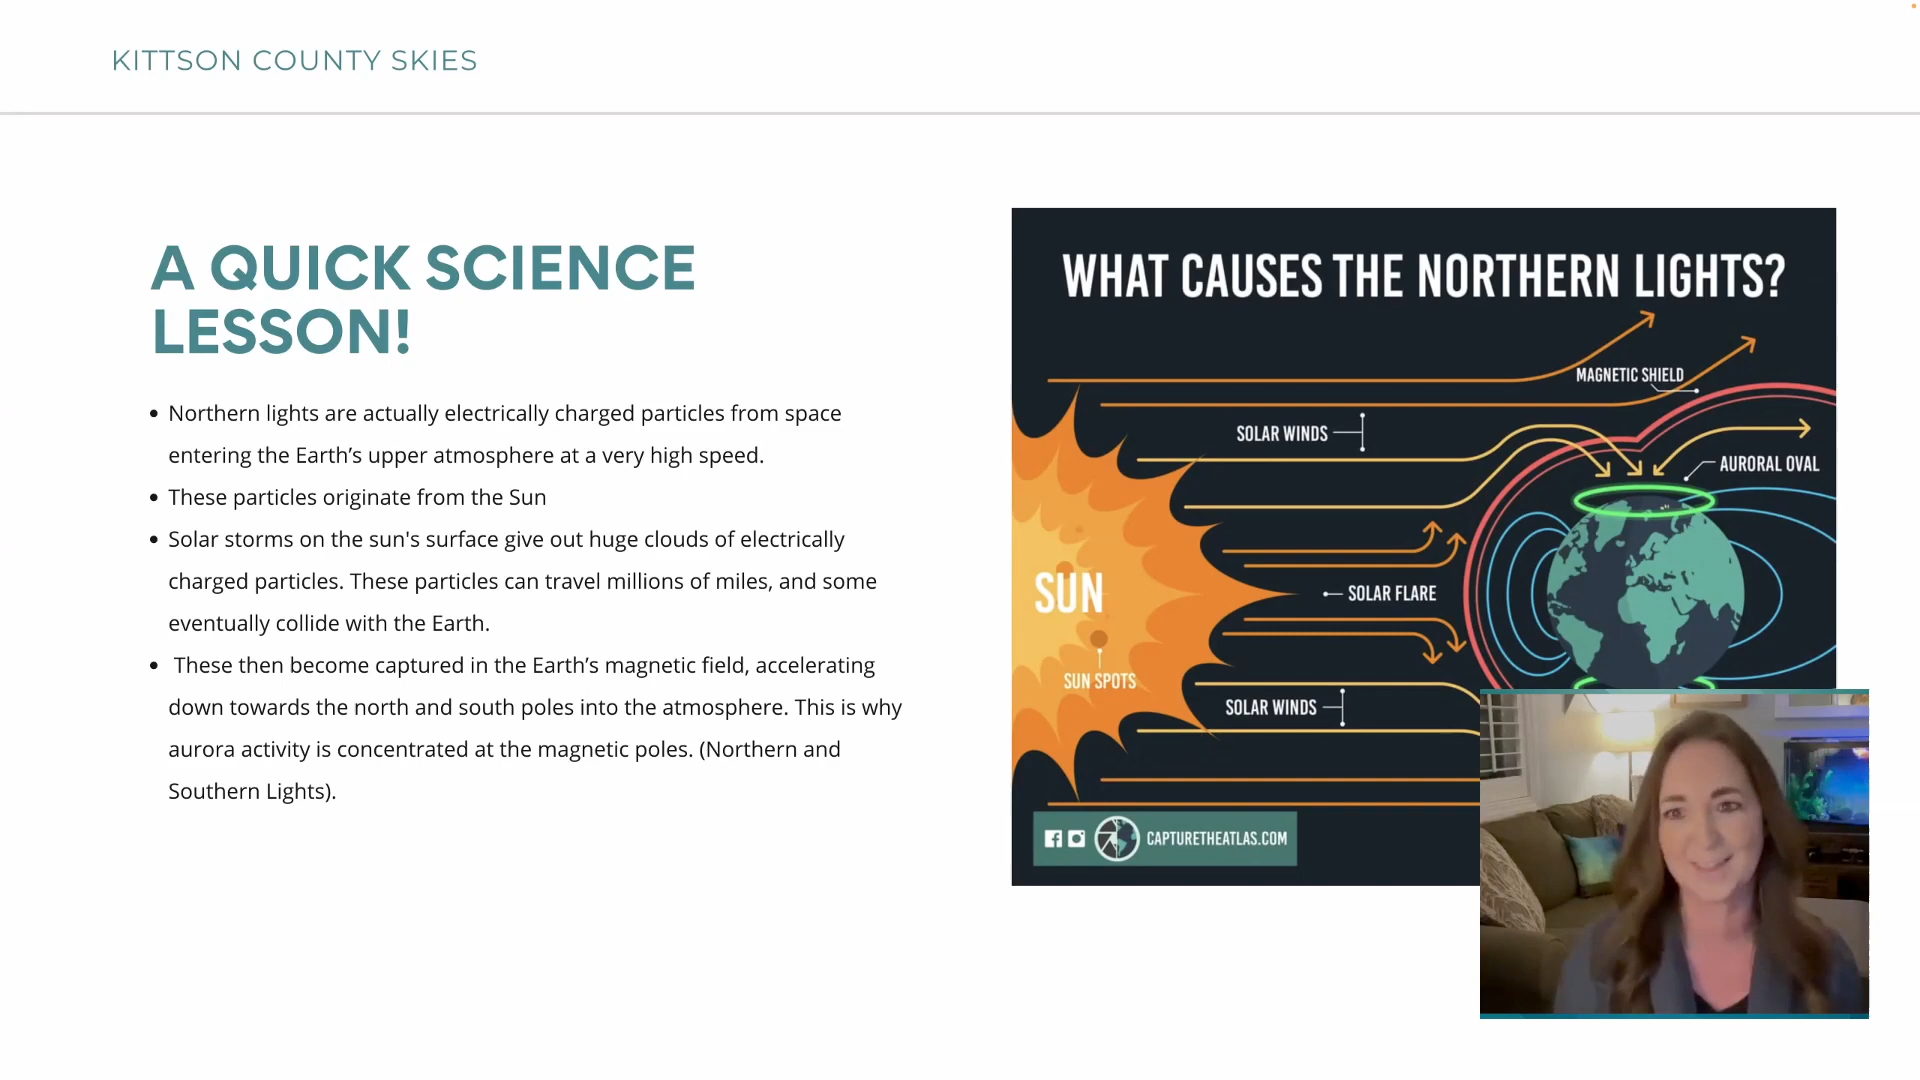 KITTSON COUNTY SKIES
A QUICK SCIENCE
LESSON!
• Northern lights are actually electrically charged particles from space
entering the Earth’s upper atmosphere at a very high speed.
• These particles originate from the Sun
• Solar storms on the sun's surface give out huge clouds of electrically
charged particles. These particles can travel millions of miles, and some
eventually collide with the Earth.
• These then become captured in the Earth’s magnetic field, accelerating
down towards the north and south poles into the atmosphere. This is why
aurora activity is concentrated at the magnetic poles. (Northern and
Southern Lights).
WHAT CAUSES THE NORTHERN LIGHTS?
MAGNETIC SHIELD
SOLAR WINDS
AURORAL OVAL
SUN
SOLAR FLARE
SUN SPOTS
SOLAR WINDS
CAPTURETHEATLAS.COM